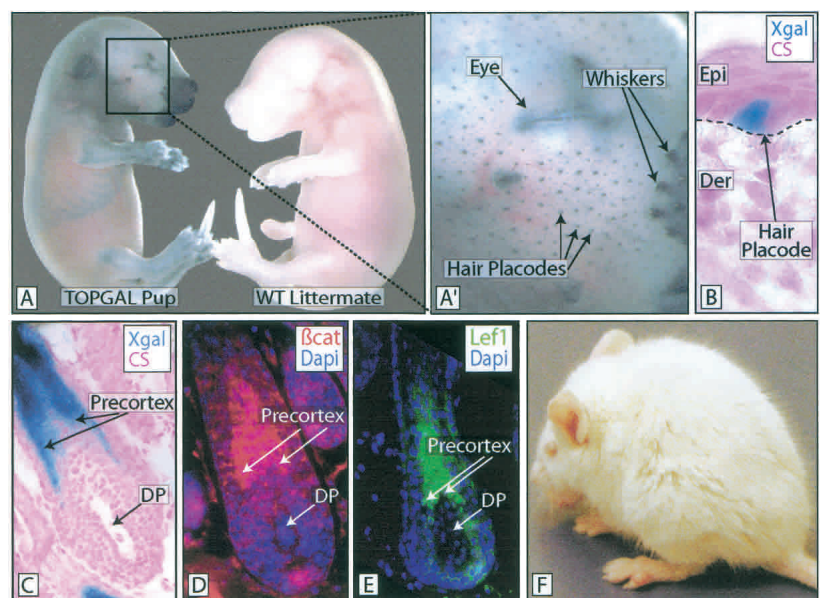 A
TOPGAL Pup
WT Littermate
Eye
Whiskers
Hair Placodes
A'
Xgal
CS
Epi
Der
Hair
Placode
B
Xgal
CS
Precortex
DP
C
ßcat
Dapi
Precortex
DP
D
Lef1
Dapi
Precortex
DP
E
F